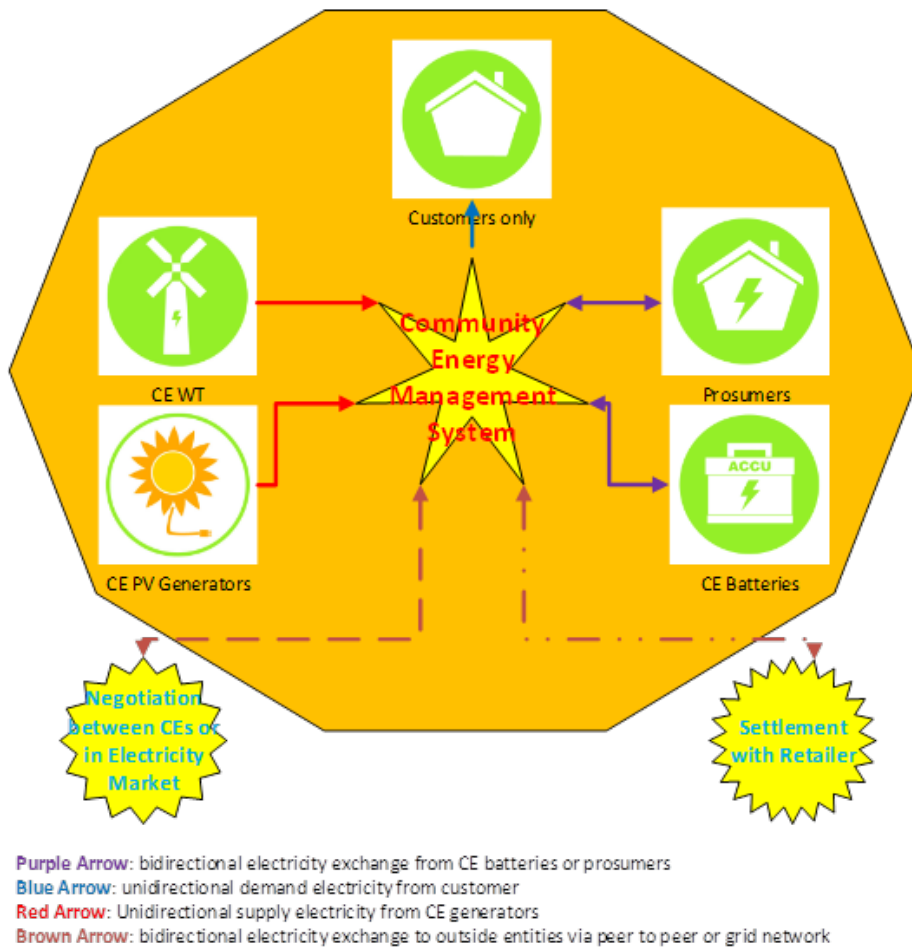 Customers only
Community
Energy
Management
System
CE WT
Prosumers
ACCU
CE PV Generators
CE Batteries
Negotiation
between CEs or
in Electricity
Market
Settlement
with Retailer
Purple Arrow: bidirectional electricity exchange from CE batteries or prosumers
Blue Arrow: unidirectional demand electricity from customer
Red Arrow: Unidirectional supply electricity from CE generators
Brown Arrow: bidirectional electricity exchange to outside entities via peer to peer or grid network